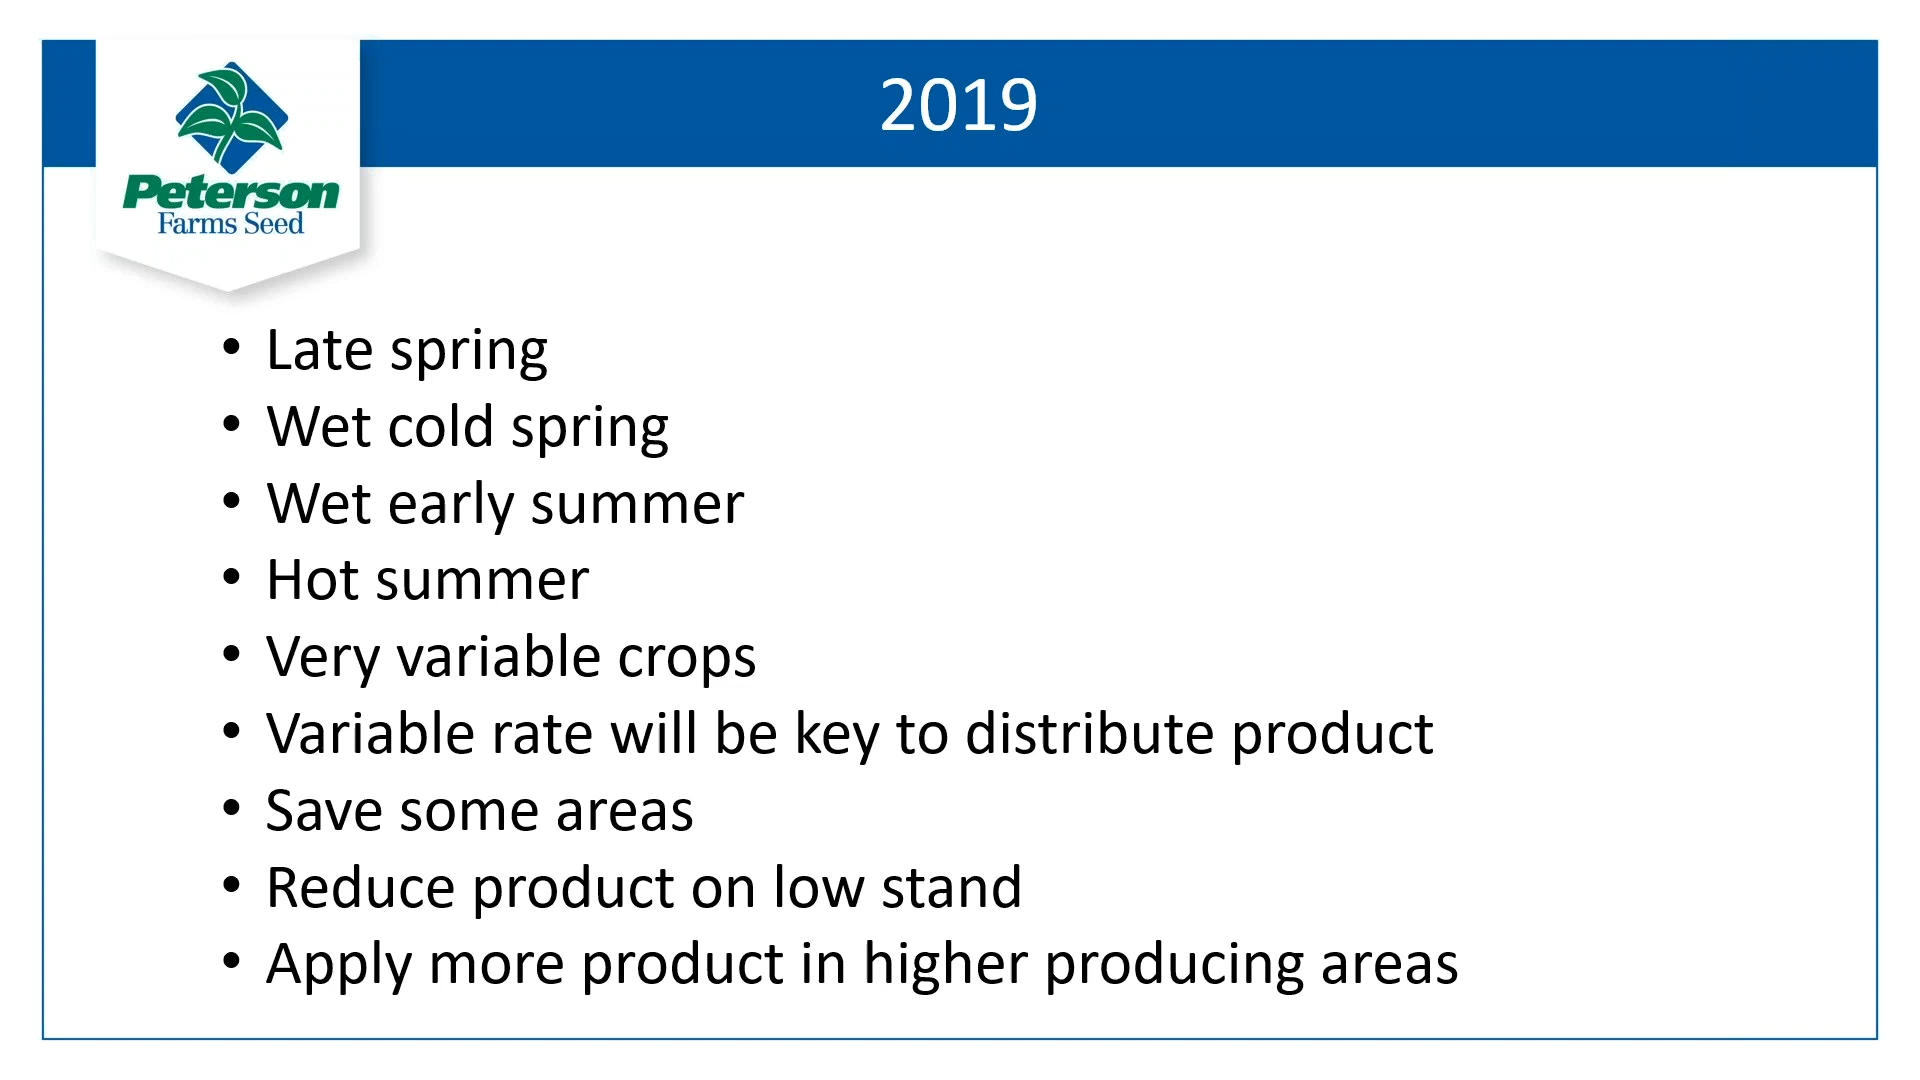 2019
Peterson
Farms Seed
• Late spring
• Wet cold spring
• Wet early summer
• Hot summer
• Very variable crops
• Variable rate will be key to distribute product
• Save some areas
• Reduce product on low stand
• Apply more product in higher producing areas